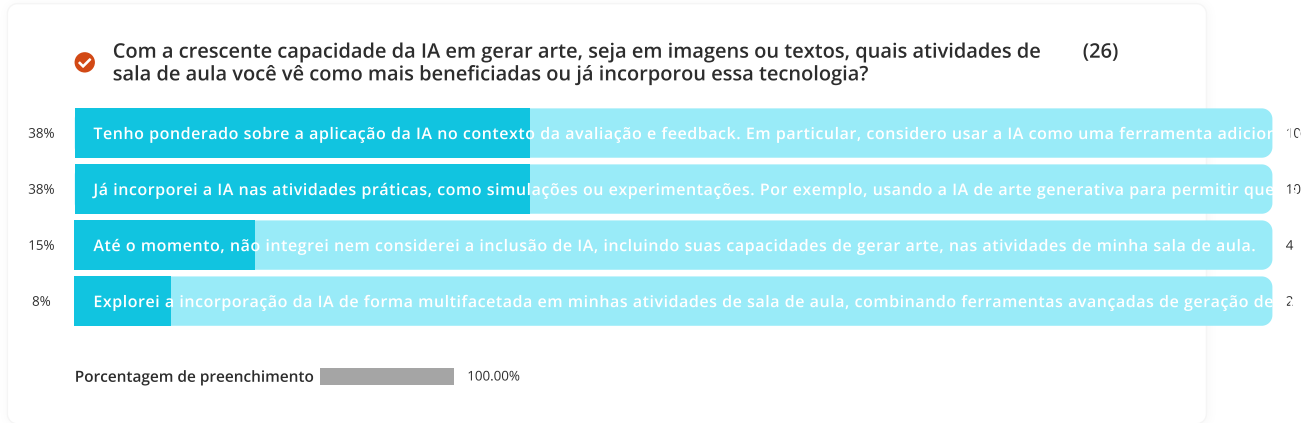 Com a crescente capacidade da IA em gerar arte, seja em imagens ou textos, quais atividades de (26)
sala de aula você vê como mais beneficiadas ou já incorporou essa tecnologia?
38% Tenho ponderado sobre a aplicação da IA no contexto da avaliação e feedback. Em particular, considero usar a IA como uma ferramenta adicion 10
38% Já incorporei a IA nas atividades práticas, como simulações ou experimentações. Por exemplo, usando a IA de arte generativa para permitir que 10
15% Até o momento, não integrei nem considerei a inclusão de IA, incluindo suas capacidades de gerar arte, nas atividades de minha sala de aula. 4
8% Explorei a incorporação da IA de forma multifacetada em minhas atividades de sala de aula, combinando ferramentas avançadas de geração de 2
Porcentagem de preenchimento 100.00%